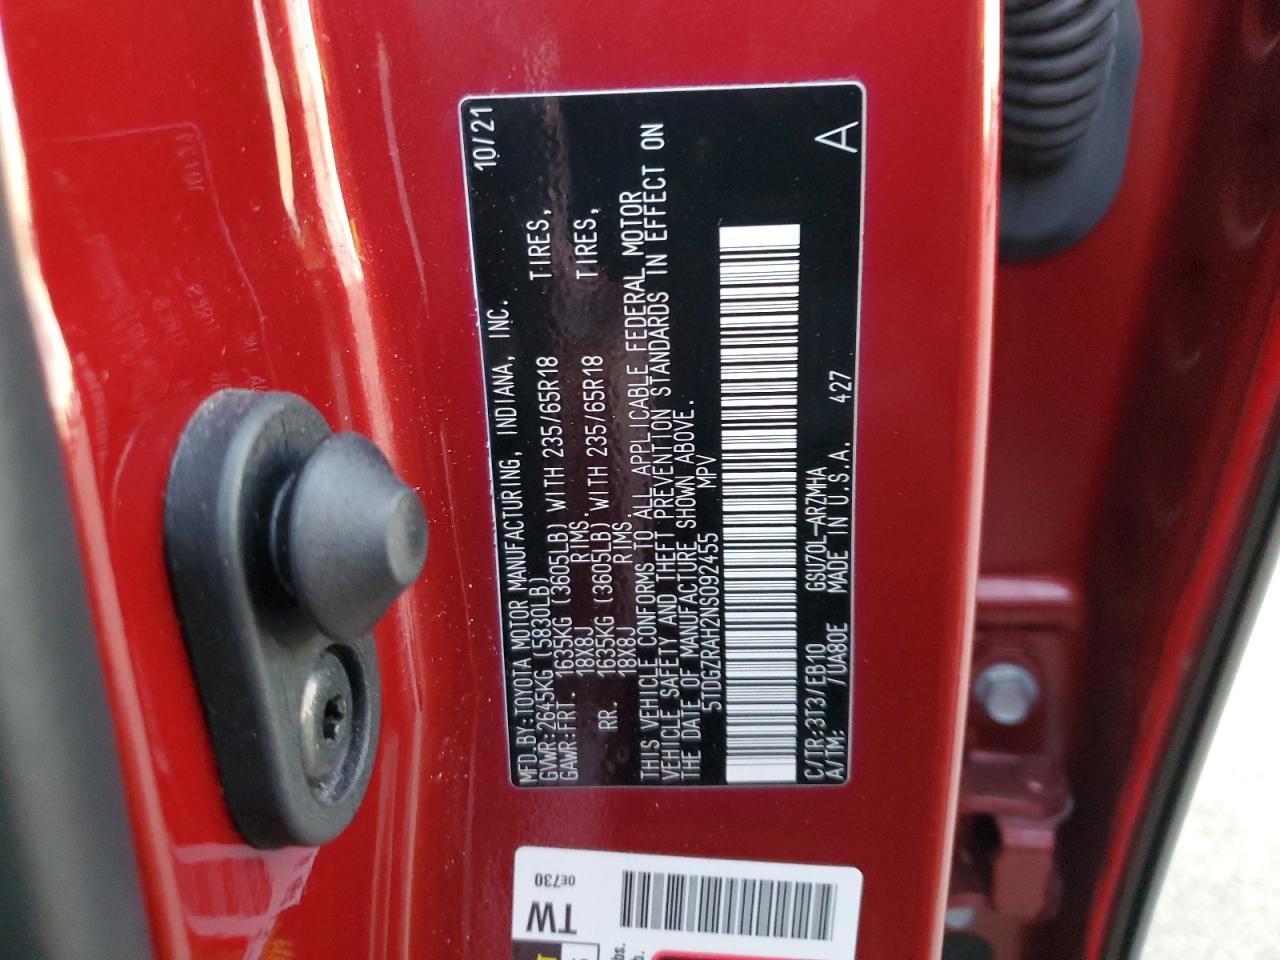 MFD.BY:TOYOTA MOTOR MANUFACTURING, INDIANA, INC. 10/21
GVWR:2645KG (5830LB)
GAWR:FRT. 1635KG (3605LB) WITH 235/65R18 TIRES,
18X8J RIMS.
RR. 1635KG (3605LB) WITH 235/65R18 TIRES,
18X8J RIMS.
THIS VEHICLE CONFORMS TO ALL APPLICABLE FEDERAL MOTOR
VEHICLE SAFETY AND THEFT PREVENTION STANDARDS IN EFFECT ON
THE DATE OF MANUFACTURE SHOWN ABOVE.
5TDGZRAH2NS092455 MPV
C/TR:3T3/EB10 GSU70L-ARZMHA A
A/TM: /UA80E MADE IN U.S.A. 427
TW
0E730